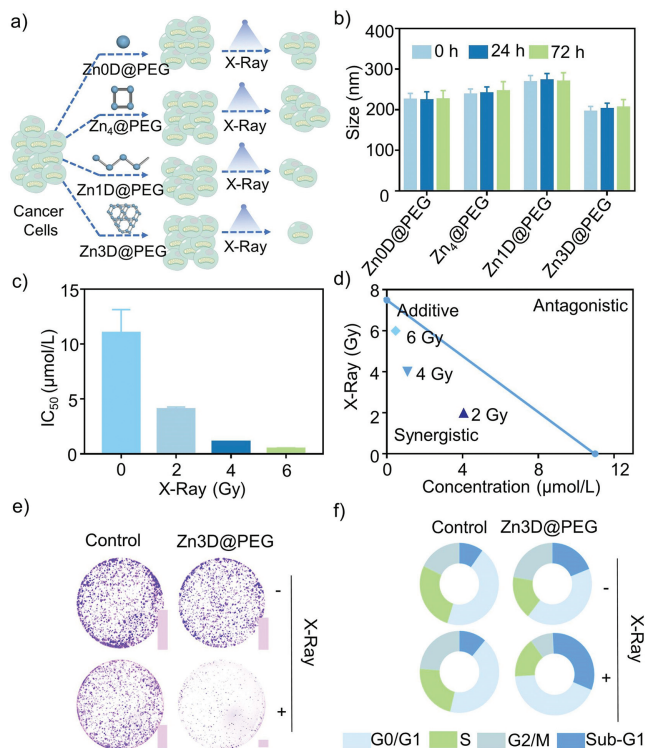 a)
Zn0D@PEG
X-Ray
Zn₄@PEG
X-Ray
Zn1D@PEG
X-Ray
Cancer
Cells
Zn3D@PEG
X-Ray
b)
0 h 24 h 72 h
Size (nm)
400
300
200
100
0
Zn0D@PEG
Zn₄@PEG
Zn1D@PEG
Zn3D@PEG
c)
IC₅₀ (μmol/L)
15
10
5
0
0 2 4 6
X-Ray (Gy)
d)
X-Ray (Gy)
8
6
4
2
0
Additive
Antagonistic
6 Gy
4 Gy
2 Gy
Synergistic
0 4 8 12
Concentration (μmol/L)
e)
Control Zn3D@PEG
-
+
X-Ray
f)
Control Zn3D@PEG
-
+
X-Ray
G0/G1 S G2/M Sub-G1